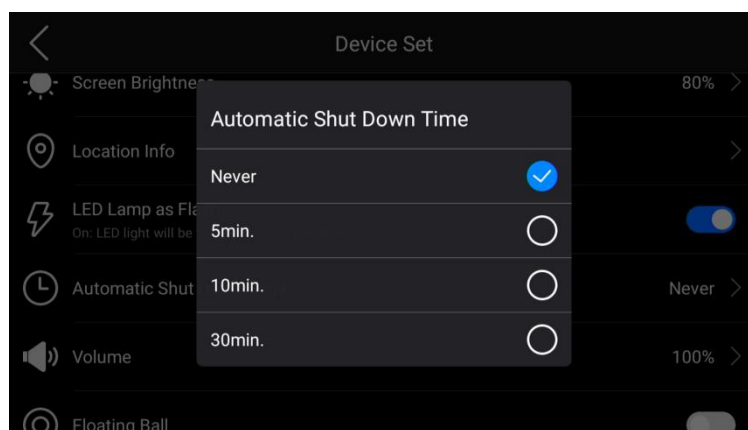 Device Set
Screen Brightne
80%
Automatic Shut Down Time
Location Info
Never
LED Lamp as Fla
On: LED light will be
5min.
Automatic Shut
10min.
Never
30min.
Volume
100%
Floating Ball